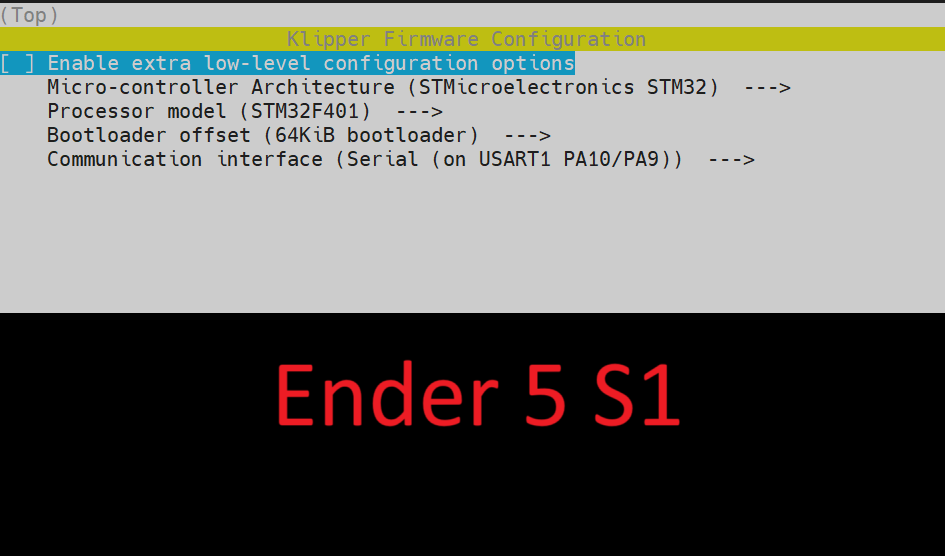 (Top)
Klipper Firmware Configuration
[ ] Enable extra low-level configuration options
Micro-controller Architecture (STMicroelectronics STM32) --->
Processor model (STM32F401) --->
Bootloader offset (64KiB bootloader) --->
Communication interface (Serial (on USART1 PA10/PA9)) --->
Ender 5 S1